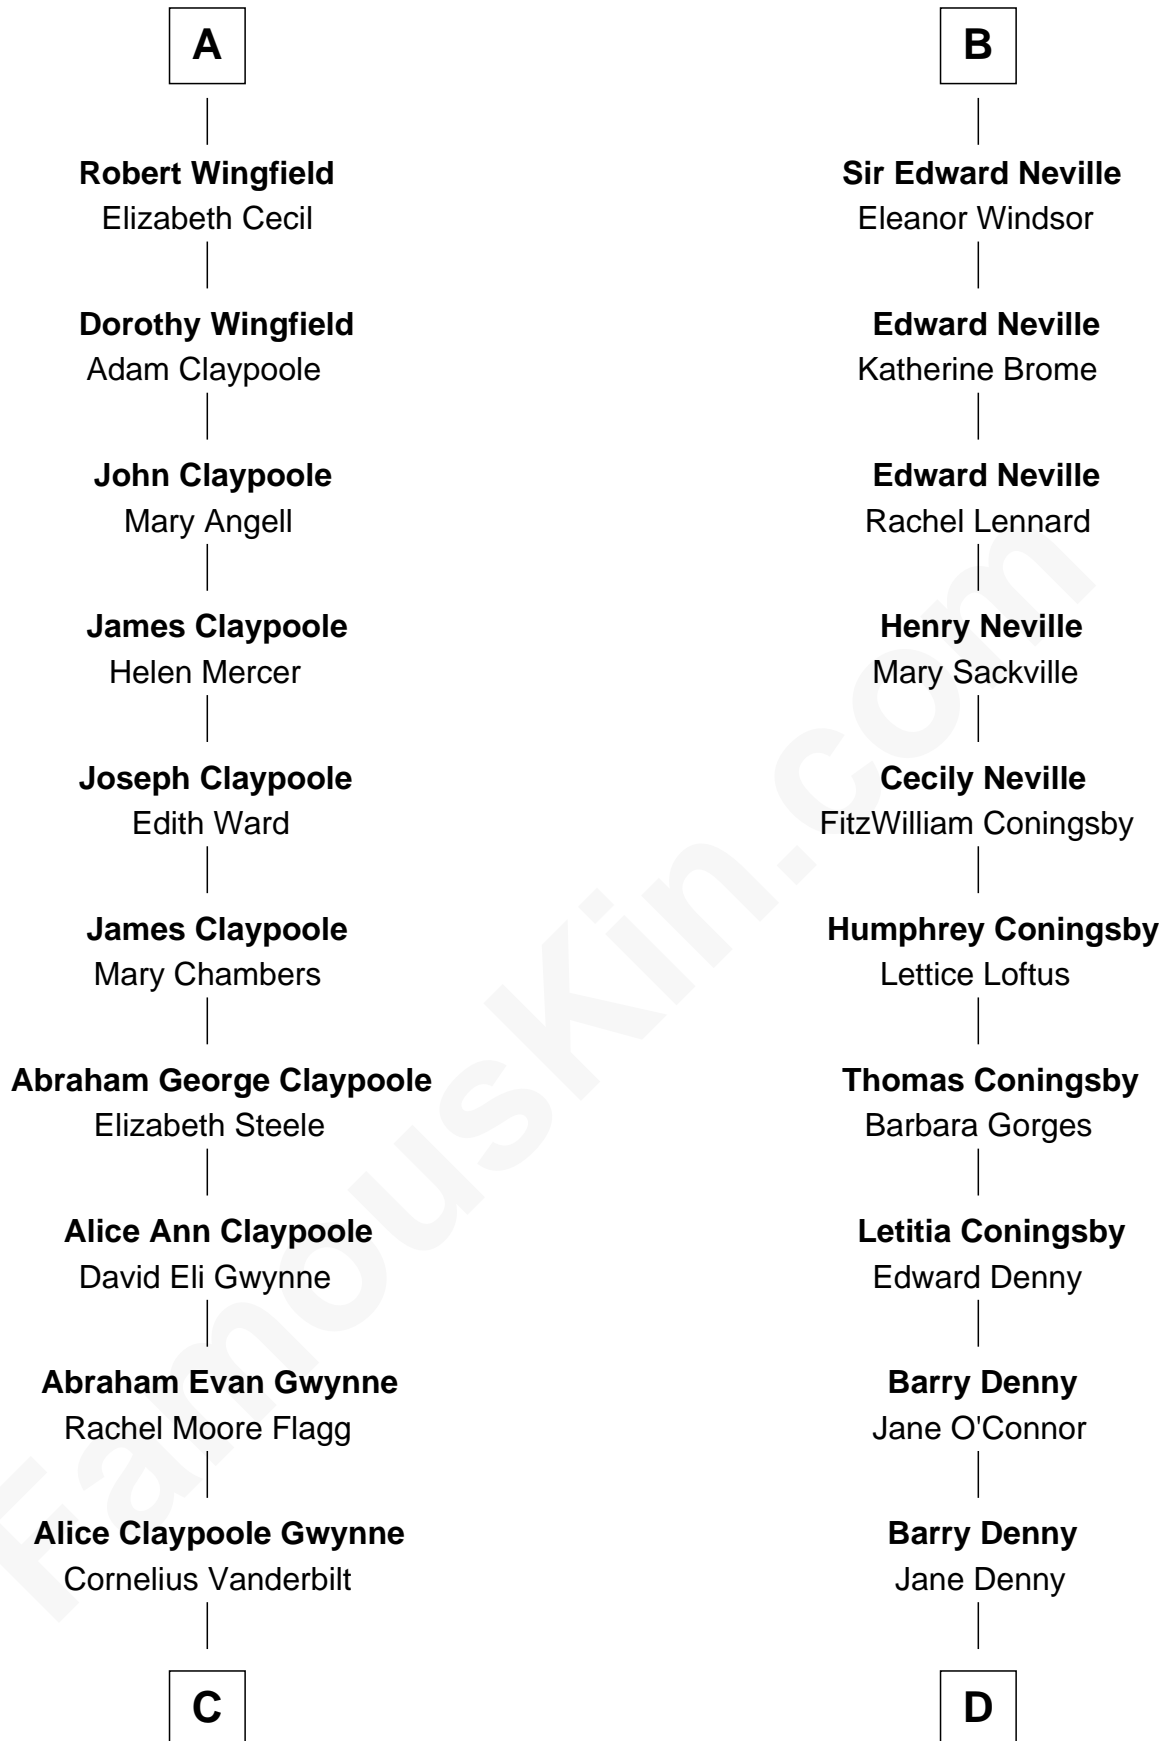 A
Robert Wingfield
Elizabeth Cecil
Dorothy Wingfield
Adam Claypoole
John Claypoole
Mary Angell
James Claypoole
Helen Mercer
Joseph Claypoole
Edith Ward
James Claypoole
Mary Chambers
Abraham George Claypoole
Elizabeth Steele
Alice Ann Claypoole
David Eli Gwynne
Abraham Evan Gwynne
Rachel Moore Flagg
Alice Claypoole Gwynne
Cornelius Vanderbilt
C
B
Sir Edward Neville
Eleanor Windsor
Edward Neville
Katherine Brome
Edward Neville
Rachel Lennard
Henry Neville
Mary Sackville
Cecily Neville
FitzWilliam Coningsby
Humphrey Coningsby
Lettice Loftus
Thomas Coningsby
Barbara Gorges
Letitia Coningsby
Edward Denny
Barry Denny
Jane O'Connor
Barry Denny
Jane Denny
D
FamousKin.com